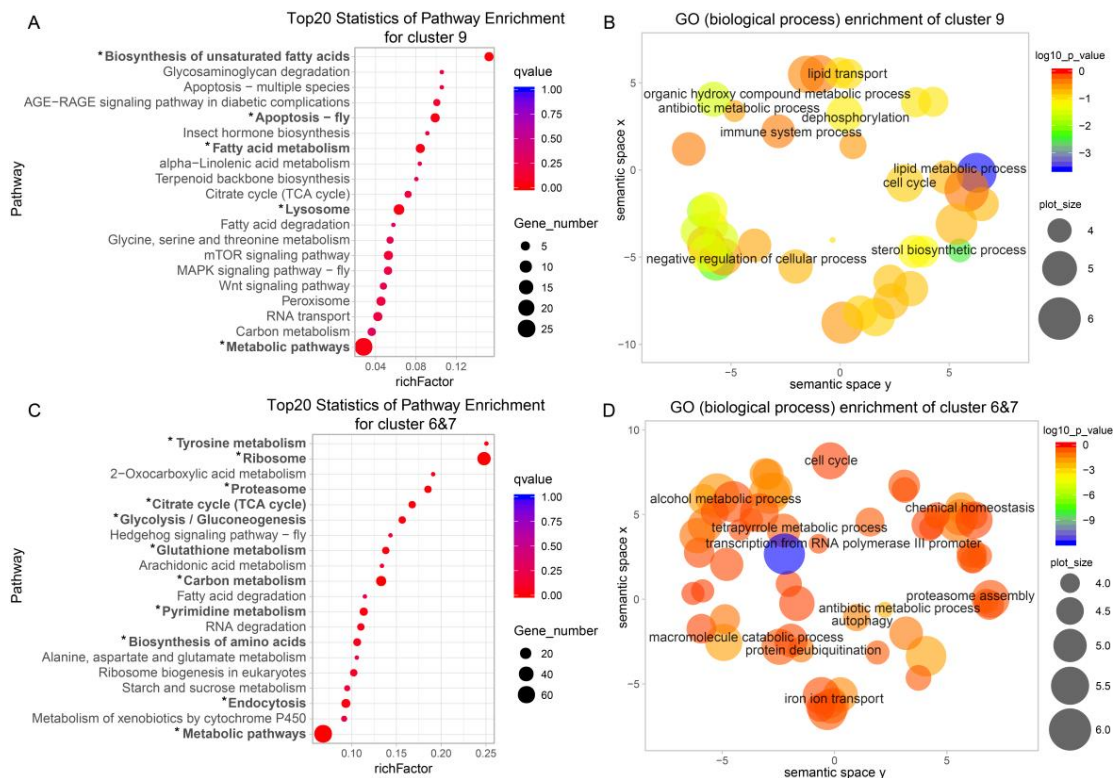 A
Top20 Statistics of Pathway Enrichment
for cluster 9
Pathway
*Biosynthesis of unsaturated fatty acids
Glycosaminoglycan degradation
Apoptosis − multiple species
AGE−RAGE signaling pathway in diabetic complications
*Apoptosis − fly
Insect hormone biosynthesis
*Fatty acid metabolism
alpha−Linolenic acid metabolism
Terpenoid backbone biosynthesis
Citrate cycle (TCA cycle)
*Lysosome
Fatty acid degradation
Glycine, serine and threonine metabolism
mTOR signaling pathway
MAPK signaling pathway − fly
Wnt signaling pathway
Peroxisome
RNA transport
Carbon metabolism
*Metabolic pathways
0.04 0.08 0.12
richFactor
qvalue
1.00
0.75
0.50
0.25
0.00
Gene_number
5
10
15
20
25
B
GO (biological process) enrichment of cluster 9
semantic space x
5
0
−5
−10
lipid transport
organic hydroxy compound metabolic process
antibiotic metabolic process
dephosphorylation
immune system process
lipid metabolic process
cell cycle
sterol biosynthetic process
negative regulation of cellular process
−5 0 5
semantic space y
log10_p_value
0
−1
−2
−3
plot_size
4
5
6
C
Top20 Statistics of Pathway Enrichment
for cluster 6&7
Pathway
*Tyrosine metabolism
*Ribosome
2−Oxocarboxylic acid metabolism
*Proteasome
*Citrate cycle (TCA cycle)
*Glycolysis / Gluconeogenesis
Hedgehog signaling pathway − fly
*Glutathione metabolism
Arachidonic acid metabolism
*Carbon metabolism
Fatty acid degradation
*Pyrimidine metabolism
RNA degradation
*Biosynthesis of amino acids
Alanine, aspartate and glutamate metabolism
Ribosome biogenesis in eukaryotes
Starch and sucrose metabolism
*Endocytosis
Metabolism of xenobiotics by cytochrome P450
*Metabolic pathways
0.10 0.15 0.20 0.25
richFactor
qvalue
1.00
0.75
0.50
0.25
0.00
Gene_number
20
40
60
D
GO (biological process) enrichment of cluster 6&7
semantic space x
10
5
0
−5
cell cycle
alcohol metabolic process
chemical homeostasis
tetrapyrrole metabolic process
transcription from RNA polymerase III promoter
proteasome assembly
antibiotic metabolic process
autophagy
macromolecule catabolic process
protein deubiquitination
iron ion transport
−5 0 5
semantic space y
log10_p_value
0
−3
−6
−9
plot_size
4.0
4.5
5.0
5.5
6.0